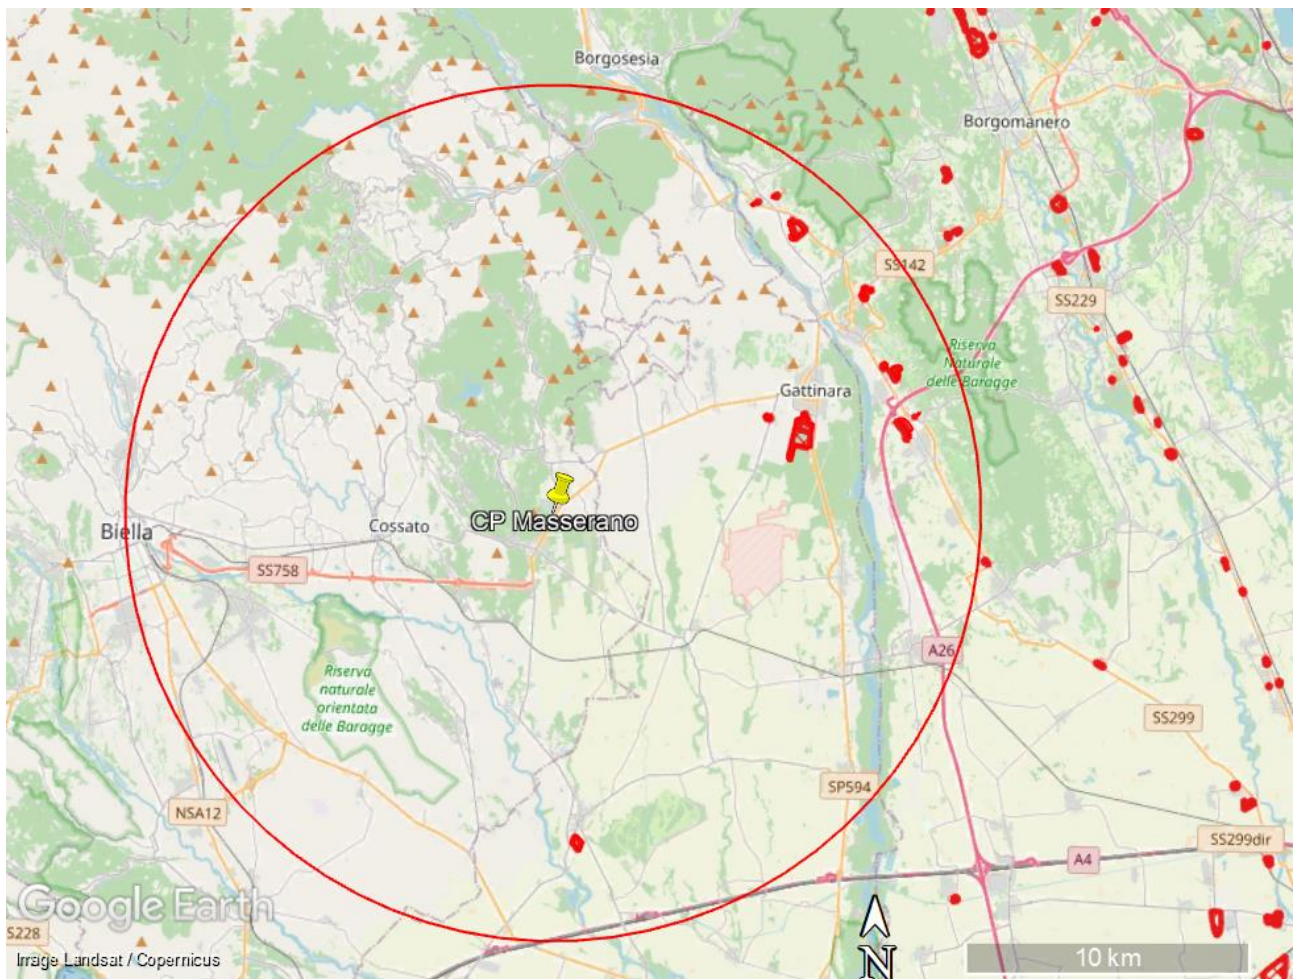 Borgosesia
Borgomanero
SS142
SS229
Riserva
Naturale
delle Baragge
Gattinara
CP Masserano
Cossato
Biella
SS758
A26
Riserva
naturale
orientata
delle Baragge
SS299
SP594
NSA12
SS299dir
A4
Google Earth
S228
Image Landsat / Copernicus
N
10 km